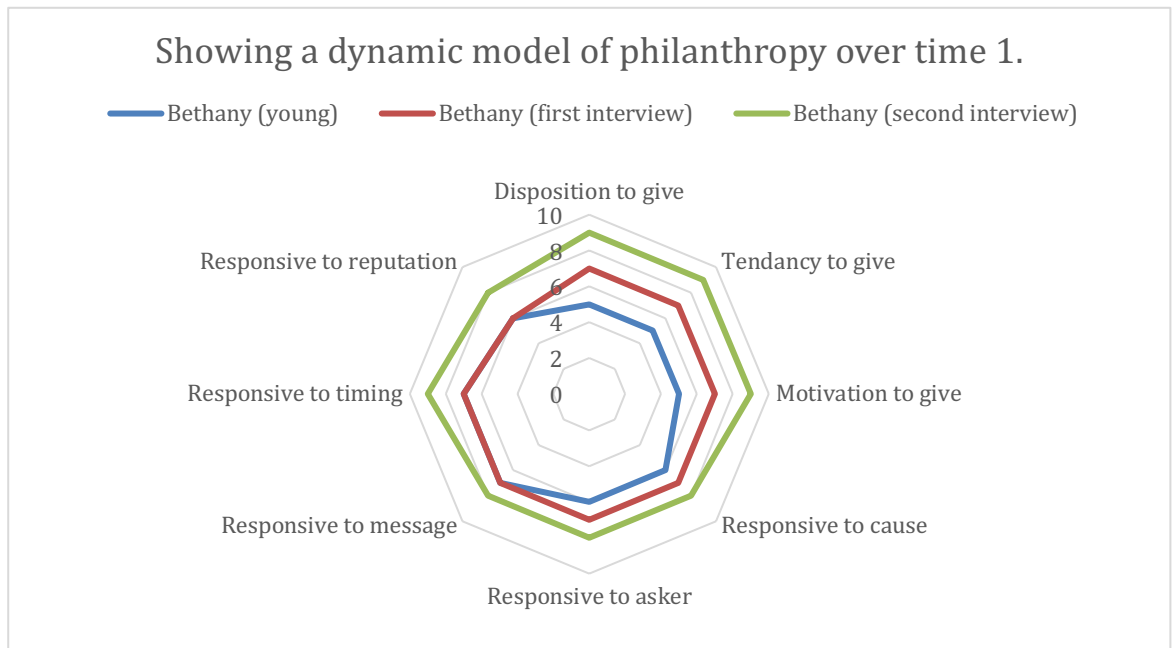 Showing a dynamic model of philanthropy over time 1.
Bethany (young) Bethany (first interview) Bethany (second interview)
Disposition to give
10
Responsive to reputation
8
Tendancy to give
6
4
2
Responsive to timing
0
Motivation to give
Responsive to message
Responsive to cause
Responsive to asker